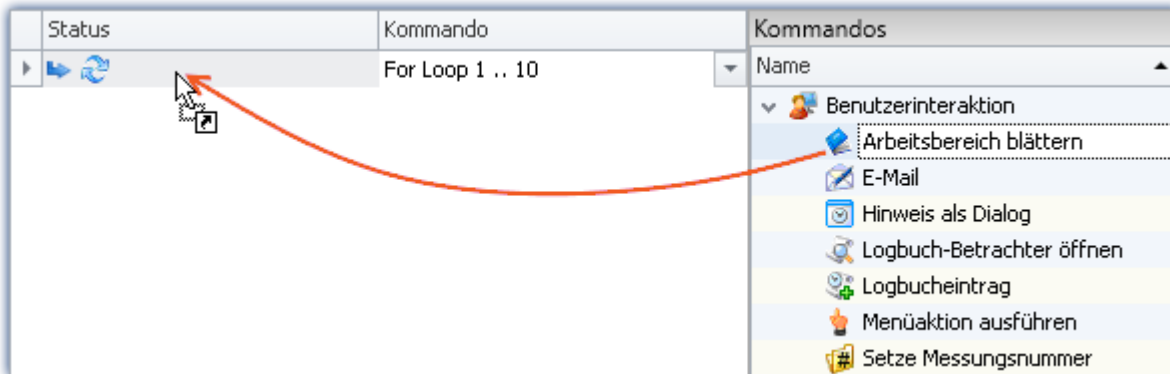 Status Kommando
For Loop 1 .. 10
Kommandos
Name
Benutzerinteraktion
Arbeitsbereich blättern
E-Mail
Hinweis als Dialog
Logbuch-Betrachter öffnen
Logbucheintrag
Menüaktion ausführen
Setze Messungsnummer